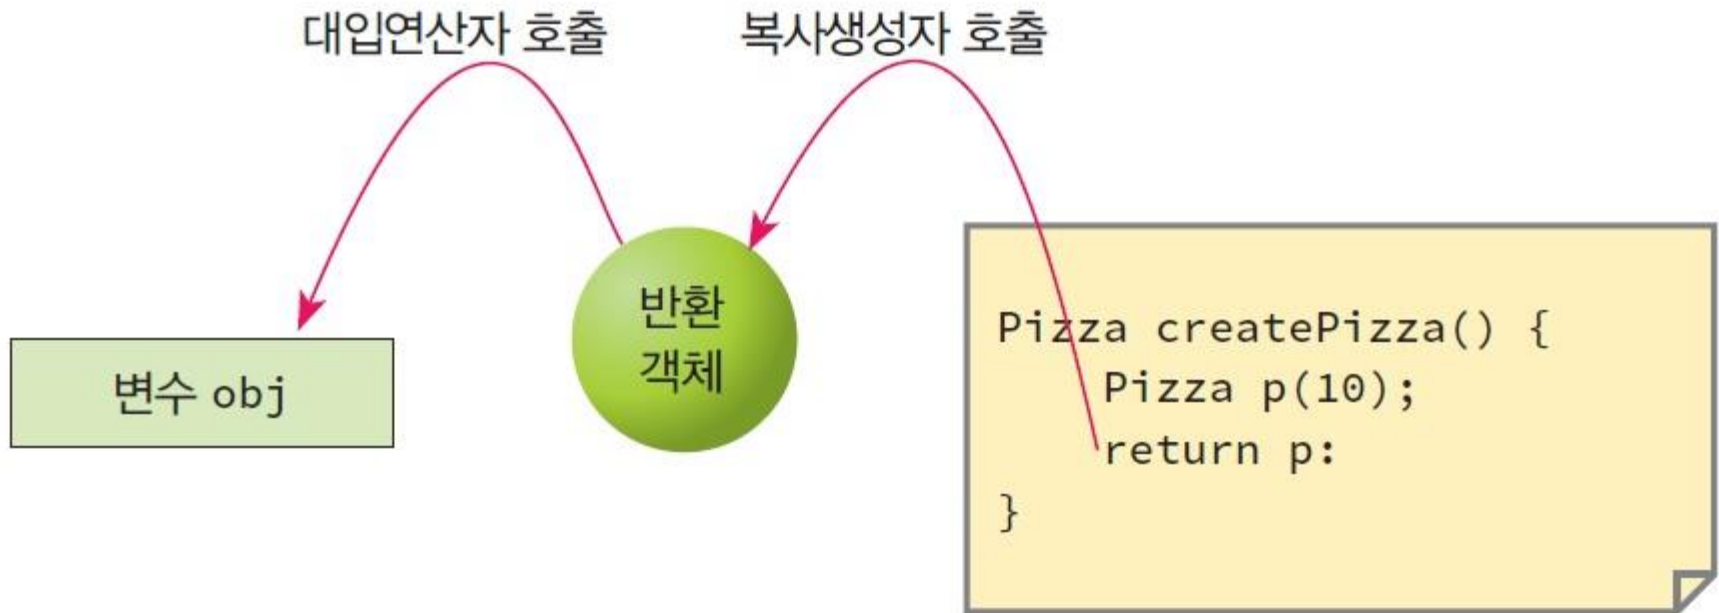 대입연산자 호출
복사생성자 호출
변수 obj
반환
객체
Pizza createPizza() {
Pizza p(10);
return p:
}